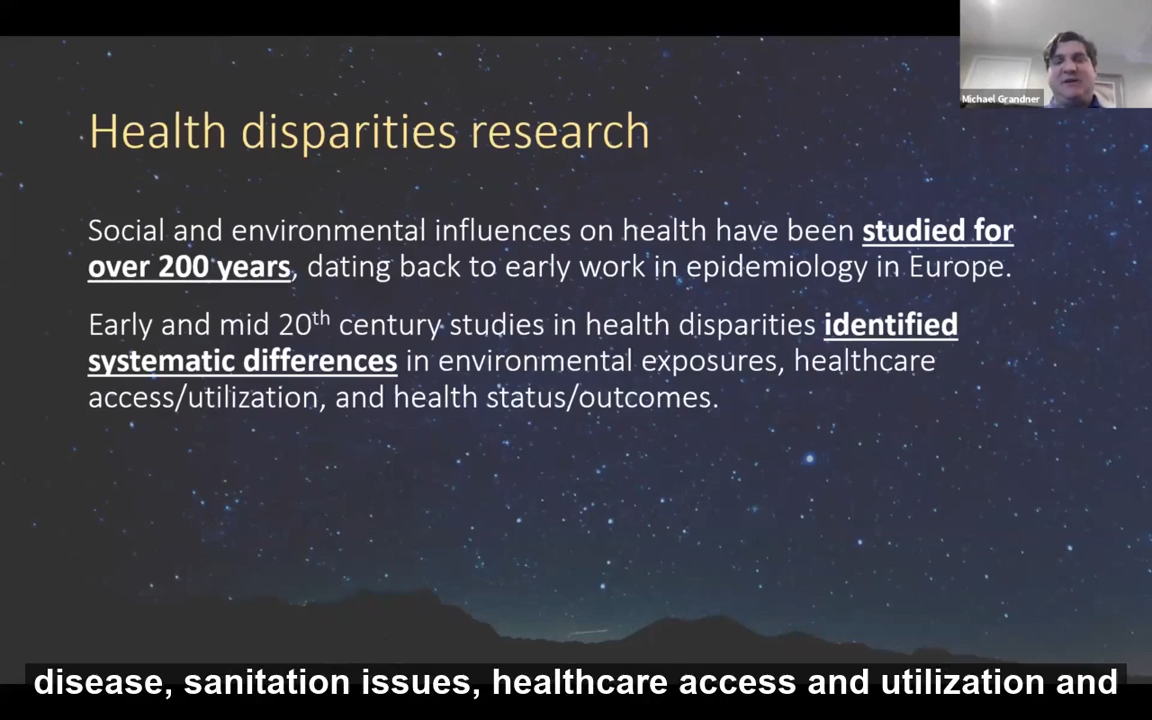 Michael Grandner
Health disparities research
Social and environmental influences on health have been studied for
over 200 years, dating back to early work in epidemiology in Europe.
Early and mid 20th century studies in health disparities identified
systematic differences in environmental exposures, healthcare
access/utilization, and health status/outcomes.
disease, sanitation issues, healthcare access and utilization and